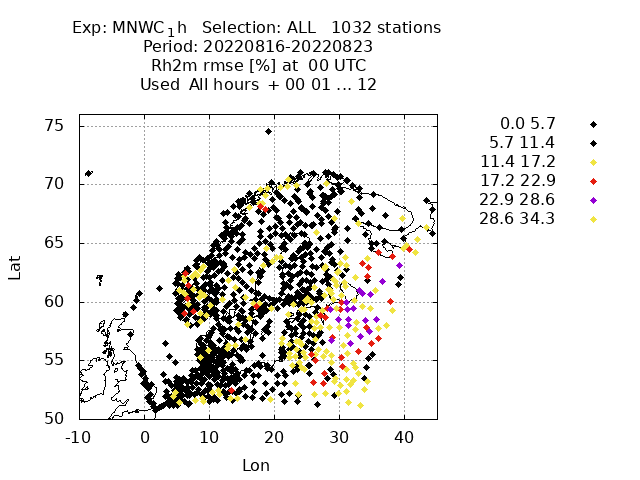 Exp: MNWC_1h   Selection: ALL   1032 stations
Period: 20220816-20220823
Rh2m rmse [%] at  00 UTC
Used  All hours  + 00 01 ... 12
0.0 5.7
5.7 11.4
11.4 17.2
17.2 22.9
22.9 28.6
28.6 34.3
75
70
65
60
55
50
Lat
-10 0 10 20 30 40
Lon